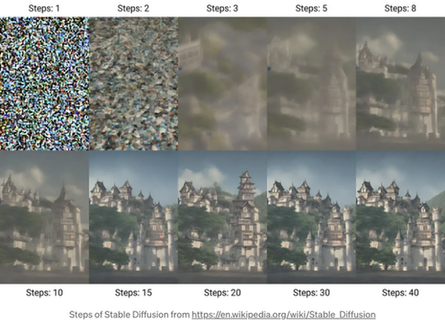 Steps: 1 Steps: 2 Steps: 3 Steps: 5 Steps: 8
Steps: 10 Steps: 15 Steps: 20 Steps: 30 Steps: 40
Steps of Stable Diffusion from https://en.wikipedia.org/wiki/Stable_Diffusion